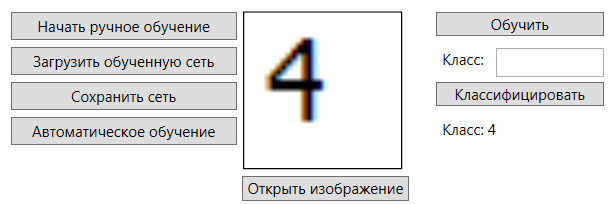 Начать ручное обучение
Загрузить обученную сеть
Сохранить сеть
Автоматическое обучение
4
Открыть изображение
Обучить
Класс:
Классифицировать
Класс: 4